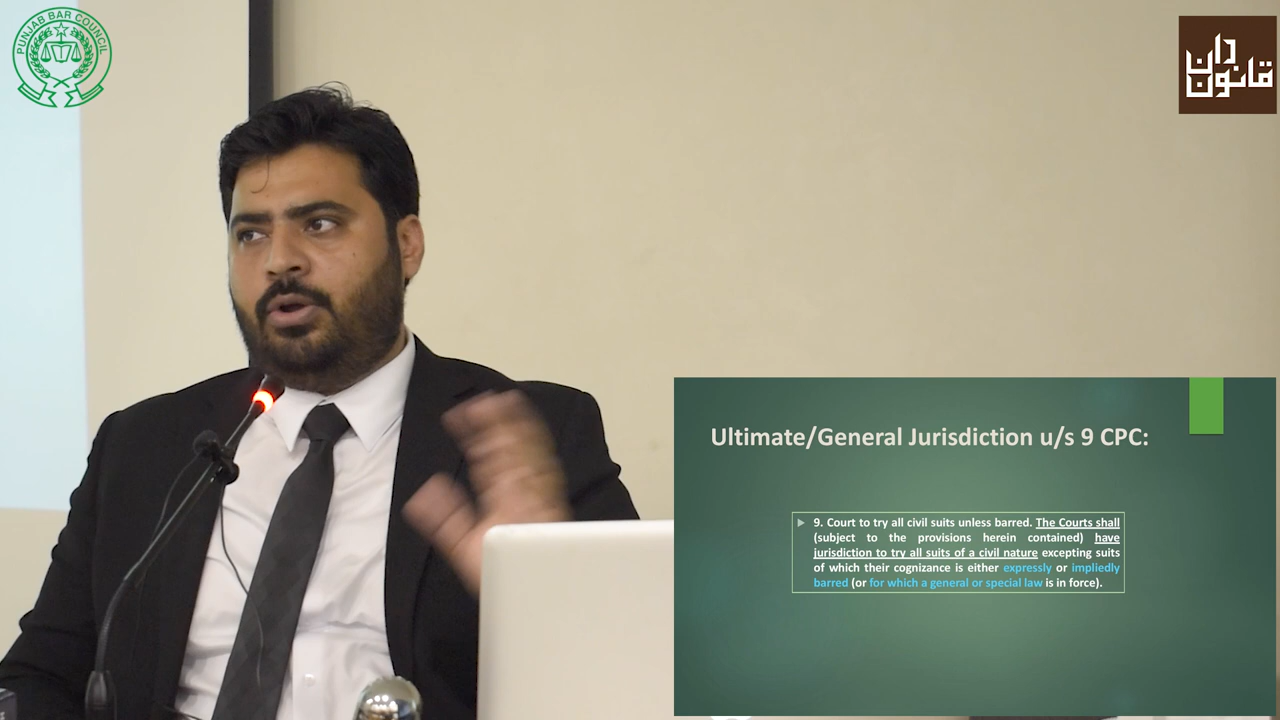 PUNJAB BAR COUNCIL
قانون دان
Ultimate/General Jurisdiction u/s 9 CPC:
9. Court to try all civil suits unless barred. The Courts shall
(subject to the provisions herein contained) have
jurisdiction to try all suits of a civil nature excepting suits
of which their cognizance is either expressly or impliedly
barred (or for which a general or special law is in force).